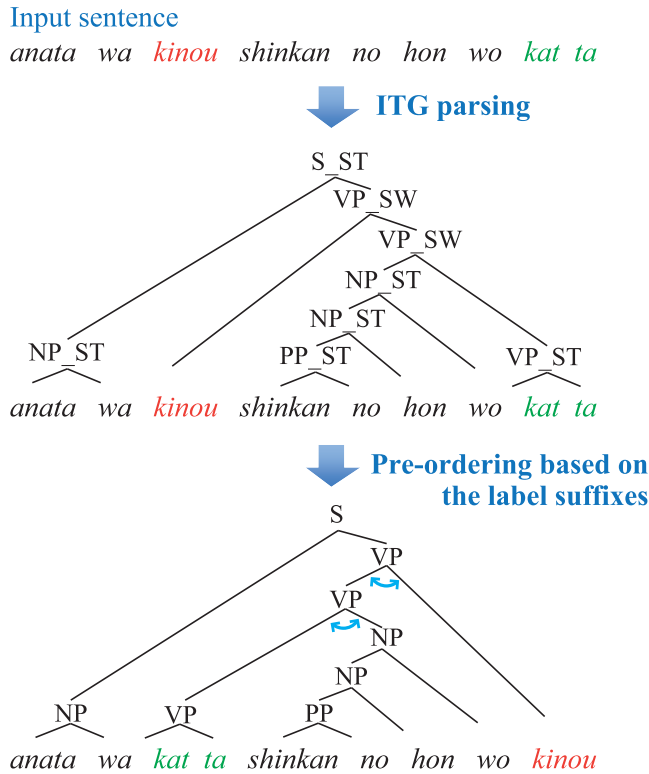 Input sentence
anata wa kinou shinkan no hon wo kat ta
ITG parsing
S_ST
VP_SW
VP_SW
NP_ST
NP_ST
NP_ST PP_ST VP_ST
anata wa kinou shinkan no hon wo kat ta
Pre-ordering based on
the label suffixes
S
VP
VP
NP
NP
NP VP PP
anata wa kat ta shinkan no hon wo kinou